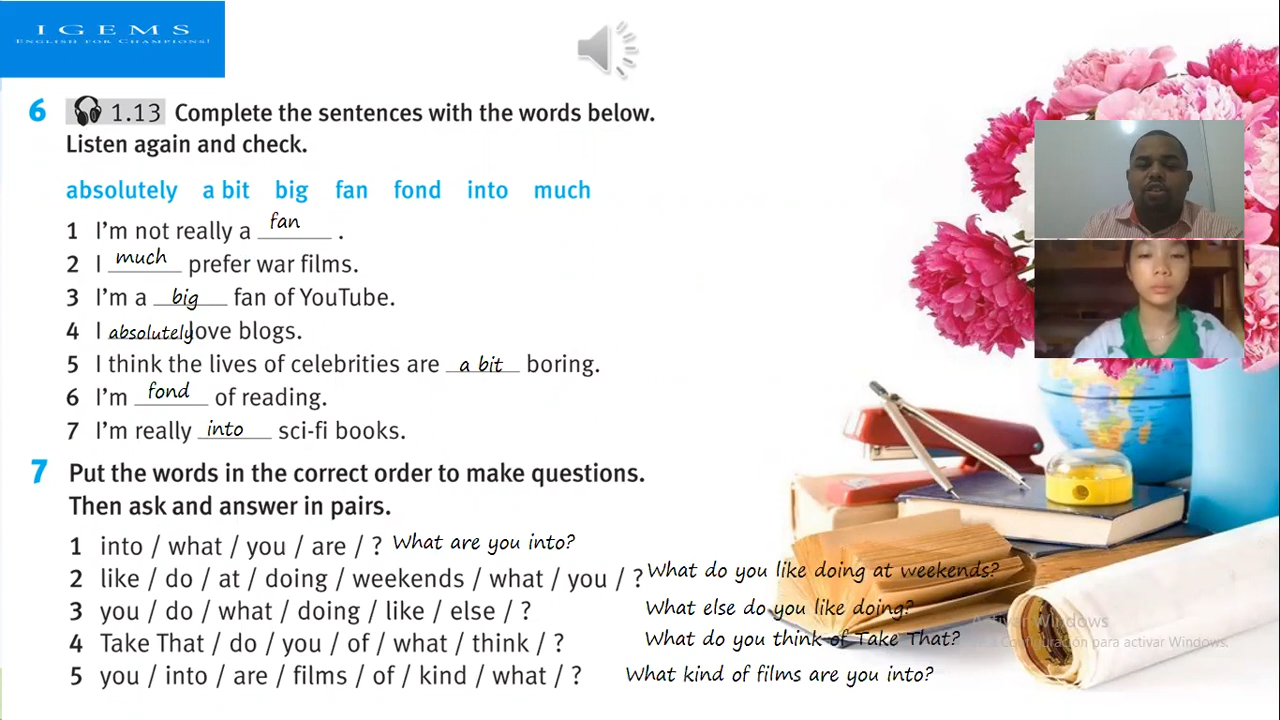 IGEMS
ENGLISH FOR CHAMPIONS!
6 1.13 Complete the sentences with the words below.
Listen again and check.
absolutely a bit big fan fond into much
1 I'm not really a fan .
2 I much prefer war films.
3 I'm a big fan of YouTube.
4 I absolutely love blogs.
5 I think the lives of celebrities are a bit boring.
6 I'm fond of reading.
7 I'm really into sci-fi books.
7 Put the words in the correct order to make questions.
Then ask and answer in pairs.
1 into / what / you / are / ? What are you into?
2 like / do / at / doing / weekends / what / you / ? What do you like doing at weekends?
3 you / do / what / doing / like / else / ? What else do you like doing?
Activar Windows
4 Take That / do / you / of / what / think / ? What do you think of Take That?
Configuración para activar Windows.
5 you / into / are / films / of / kind / what / ? What kind of films are you into?